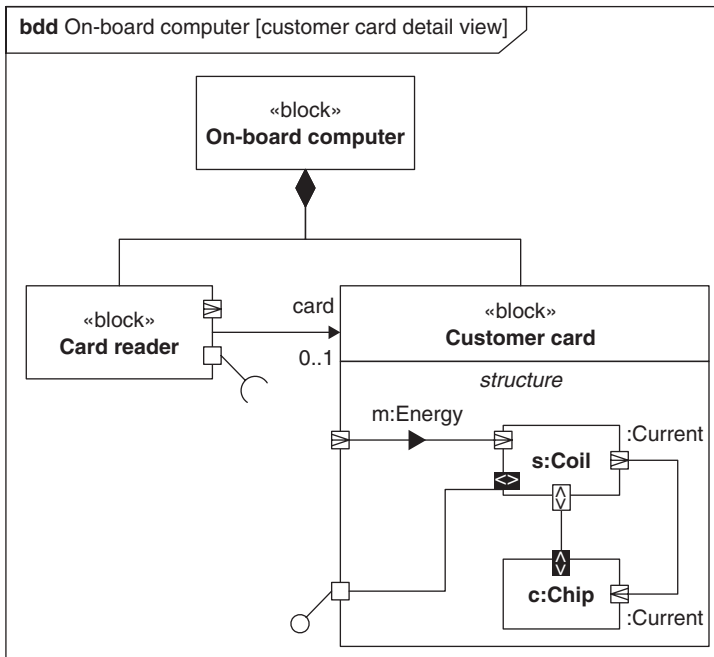 bdd On-board computer [customer card detail view]
«block»
On-board computer
«block»
Card reader
card
0..1
«block»
Customer card
structure
m:Energy
s:Coil
:Current
c:Chip
:Current